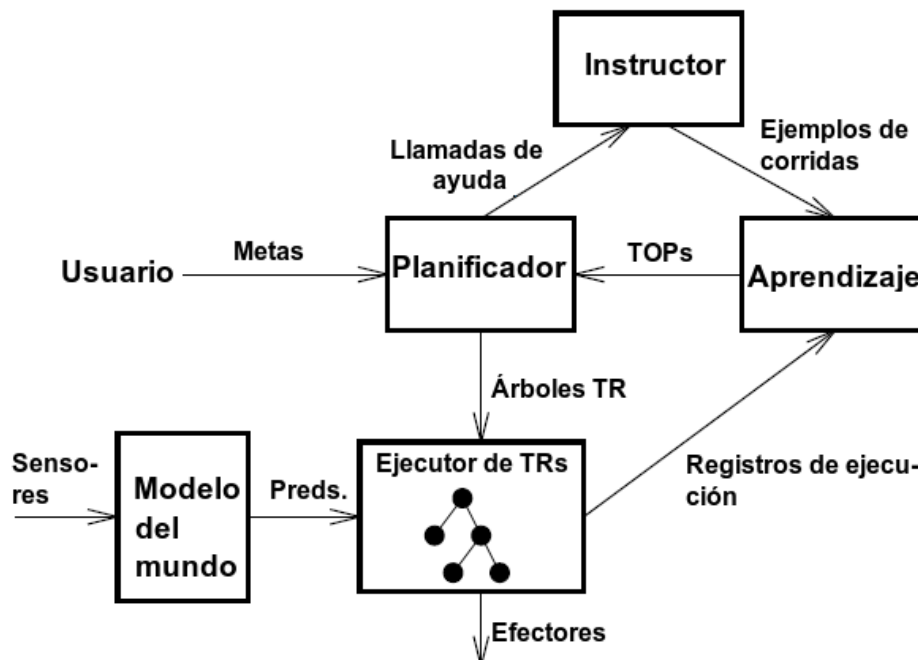 Instructor
Llamadas de
ayuda
Ejemplos de
corridas
Usuario
Metas
Planificador
TOPs
Aprendizaje
Árboles TR
Senso-
res
Modelo
del
mundo
Preds.
Ejecutor de TRs
Registros de ejecu-
ción
Efectores